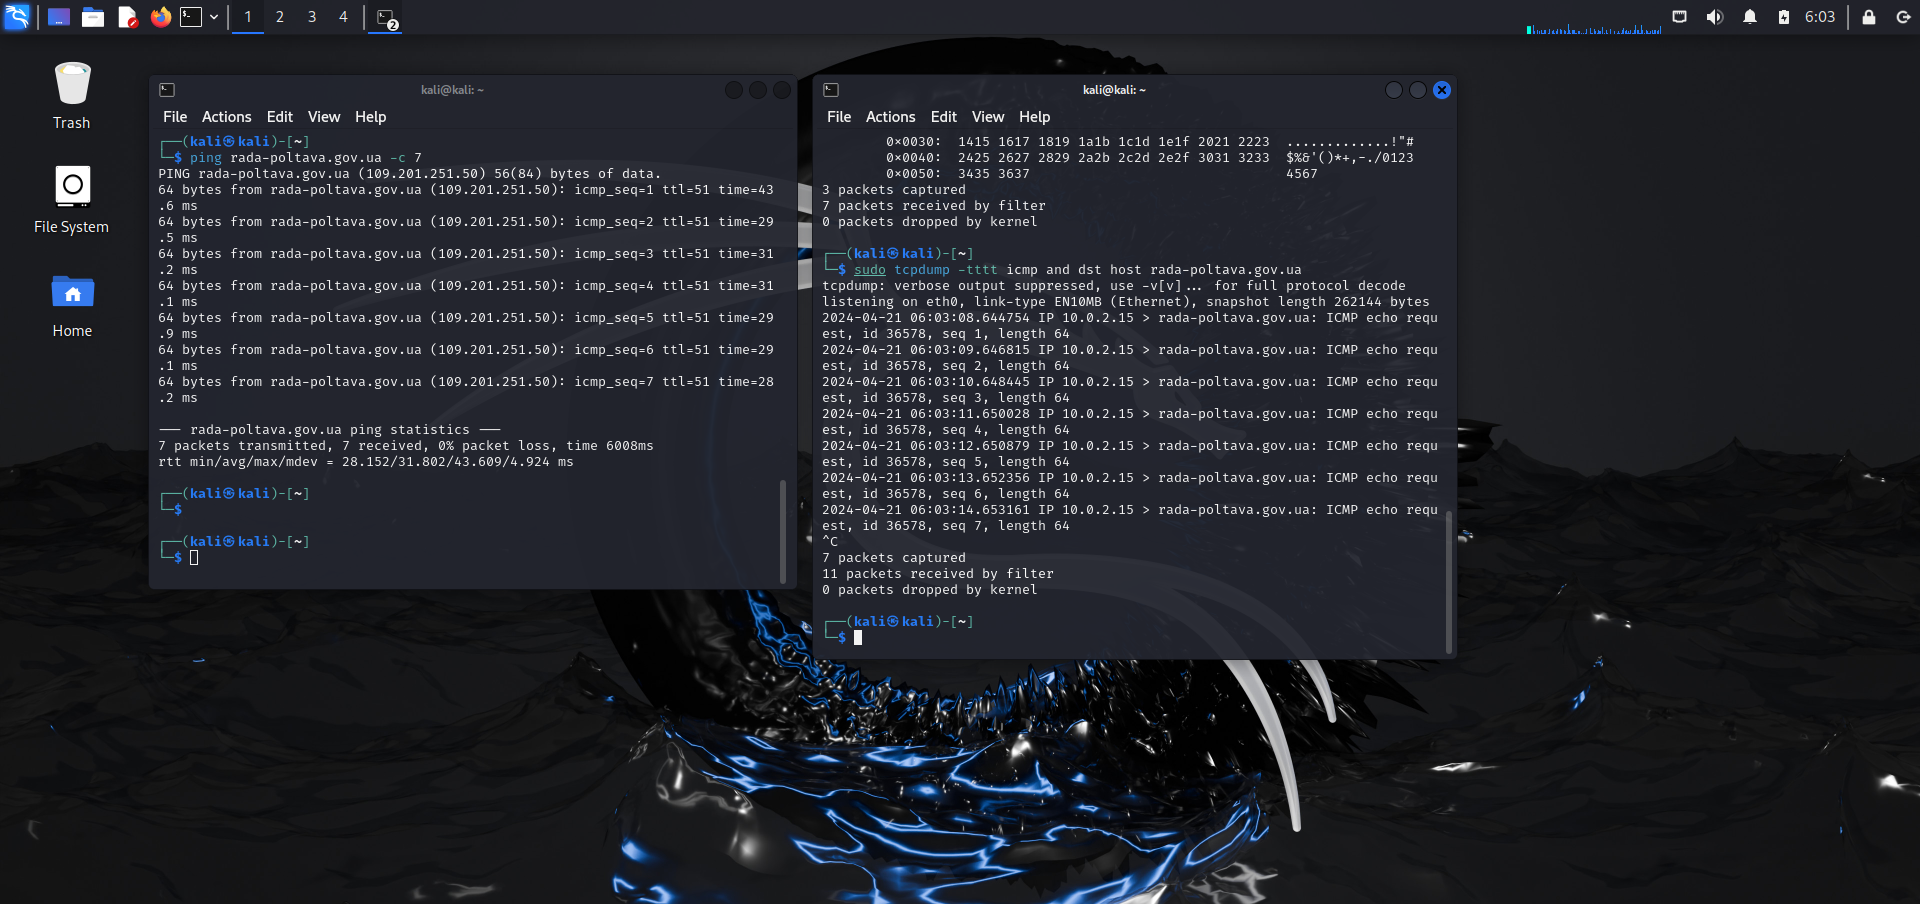 1 2 3 4 2 6:03
Trash
File System
Home
kali@kali: ~
File Actions Edit View Help
┌──(kali㉿kali)-[~]
└─$ ping rada-poltava.gov.ua -c 7
PING rada-poltava.gov.ua (109.201.251.50) 56(84) bytes of data.
64 bytes from rada-poltava.gov.ua (109.201.251.50): icmp_seq=1 ttl=51 time=43
.6 ms
64 bytes from rada-poltava.gov.ua (109.201.251.50): icmp_seq=2 ttl=51 time=29
.5 ms
64 bytes from rada-poltava.gov.ua (109.201.251.50): icmp_seq=3 ttl=51 time=31
.2 ms
64 bytes from rada-poltava.gov.ua (109.201.251.50): icmp_seq=4 ttl=51 time=31
.1 ms
64 bytes from rada-poltava.gov.ua (109.201.251.50): icmp_seq=5 ttl=51 time=29
.9 ms
64 bytes from rada-poltava.gov.ua (109.201.251.50): icmp_seq=6 ttl=51 time=29
.1 ms
64 bytes from rada-poltava.gov.ua (109.201.251.50): icmp_seq=7 ttl=51 time=28
.2 ms
--- rada-poltava.gov.ua ping statistics ---
7 packets transmitted, 7 received, 0% packet loss, time 6008ms
rtt min/avg/max/mdev = 28.152/31.802/43.609/4.924 ms
┌──(kali㉿kali)-[~]
└─$
┌──(kali㉿kali)-[~]
└─$
kali@kali: ~
File Actions Edit View Help
0x0030: 1415 1617 1819 1a1b 1c1d 1e1f 2021 2223 .............!"#
0x0040: 2425 2627 2829 2a2b 2c2d 2e2f 3031 3233 $%&'()*+,-./0123
0x0050: 3435 3637 4567
3 packets captured
7 packets received by filter
0 packets dropped by kernel
┌──(kali㉿kali)-[~]
└─$ sudo tcpdump -tttt icmp and dst host rada-poltava.gov.ua
tcpdump: verbose output suppressed, use -v[v]... for full protocol decode
listening on eth0, link-type EN10MB (Ethernet), snapshot length 262144 bytes
2024-04-21 06:03:08.644754 IP 10.0.2.15 > rada-poltava.gov.ua: ICMP echo requ
est, id 36578, seq 1, length 64
2024-04-21 06:03:09.646815 IP 10.0.2.15 > rada-poltava.gov.ua: ICMP echo requ
est, id 36578, seq 2, length 64
2024-04-21 06:03:10.648445 IP 10.0.2.15 > rada-poltava.gov.ua: ICMP echo requ
est, id 36578, seq 3, length 64
2024-04-21 06:03:11.650028 IP 10.0.2.15 > rada-poltava.gov.ua: ICMP echo requ
est, id 36578, seq 4, length 64
2024-04-21 06:03:12.650879 IP 10.0.2.15 > rada-poltava.gov.ua: ICMP echo requ
est, id 36578, seq 5, length 64
2024-04-21 06:03:13.652356 IP 10.0.2.15 > rada-poltava.gov.ua: ICMP echo requ
est, id 36578, seq 6, length 64
2024-04-21 06:03:14.653161 IP 10.0.2.15 > rada-poltava.gov.ua: ICMP echo requ
est, id 36578, seq 7, length 64
^C
7 packets captured
11 packets received by filter
0 packets dropped by kernel
┌──(kali㉿kali)-[~]
└─$